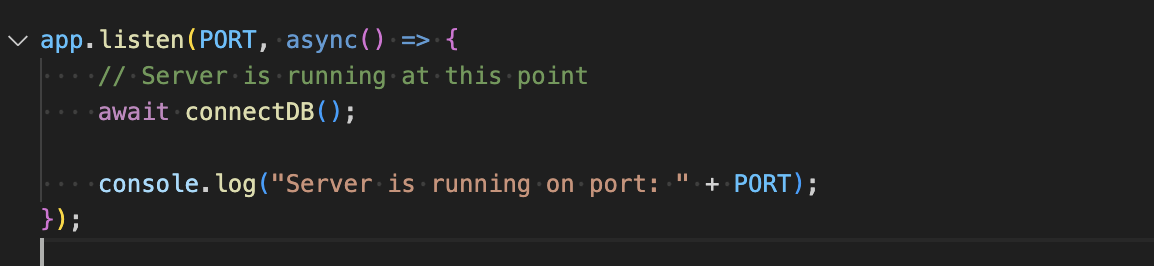 app.listen(PORT, async() => {
    // Server is running at this point
    await connectDB();

    console.log("Server is running on port: " + PORT);
});